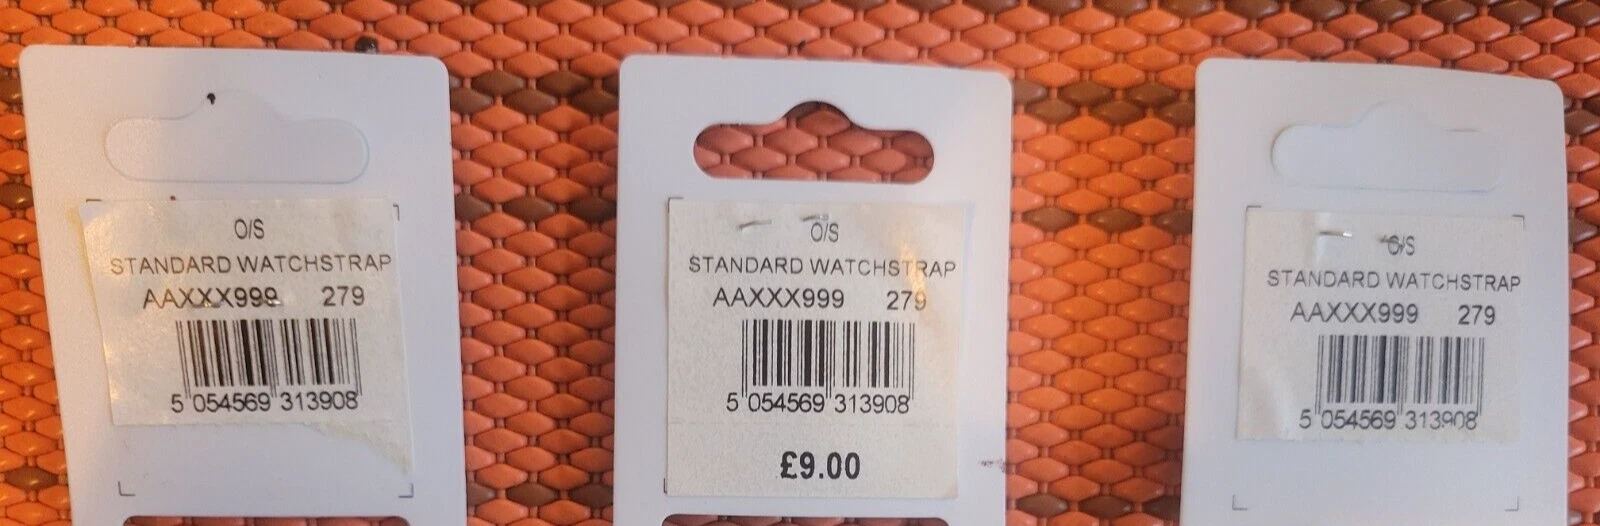 O/S
STANDARD WATCHSTRAP
AAXXX999 279
5 054569 313908
O/S
STANDARD WATCHSTRAP
AAXXX999 279
5 054569 313908
£9.00
O/S
STANDARD WATCHSTRAP
AAXXX999 279
5 054569 313908